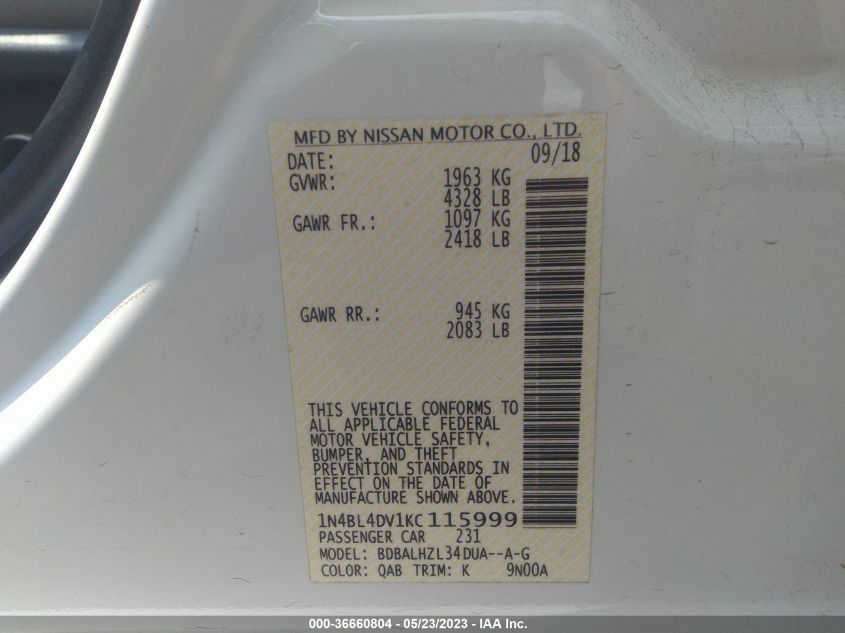 MFD BY NISSAN MOTOR CO., LTD.
DATE: 09/18
GVWR: 1963 KG
4328 LB
GAWR FR.: 1097 KG
2418 LB
GAWR RR.: 945 KG
2083 LB
THIS VEHICLE CONFORMS TO
ALL APPLICABLE FEDERAL
MOTOR VEHICLE SAFETY,
BUMPER, AND THEFT
PREVENTION STANDARDS IN
EFFECT ON THE DATE OF
MANUFACTURE SHOWN ABOVE.
1N4BL4DV1KC115999
PASSENGER CAR 231
MODEL: BDBALHZL34DUA--A-G
COLOR: QAB TRIM: K 9N00A
000-36660804 — 05/23/2023 — IAA Inc.